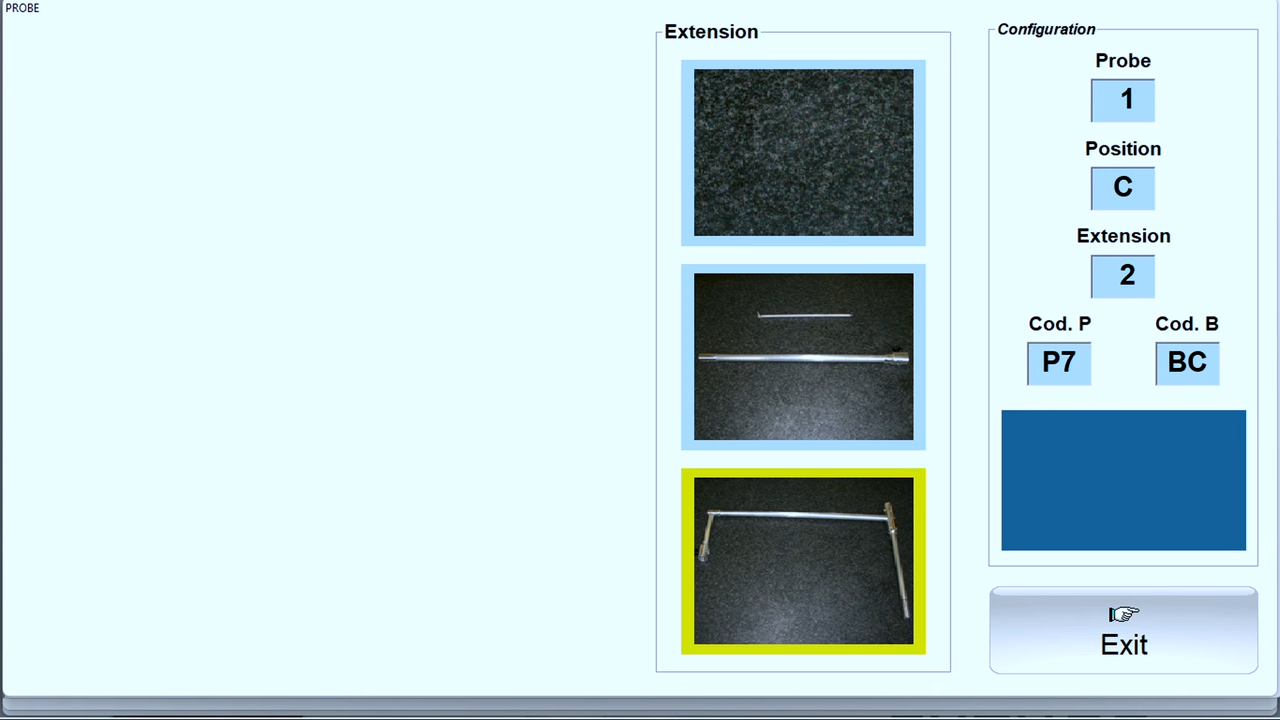 PROBE
Extension
Configuration
Probe
1
Position
C
Extension
2
Cod. P
Cod. B
P7
BC
Exit